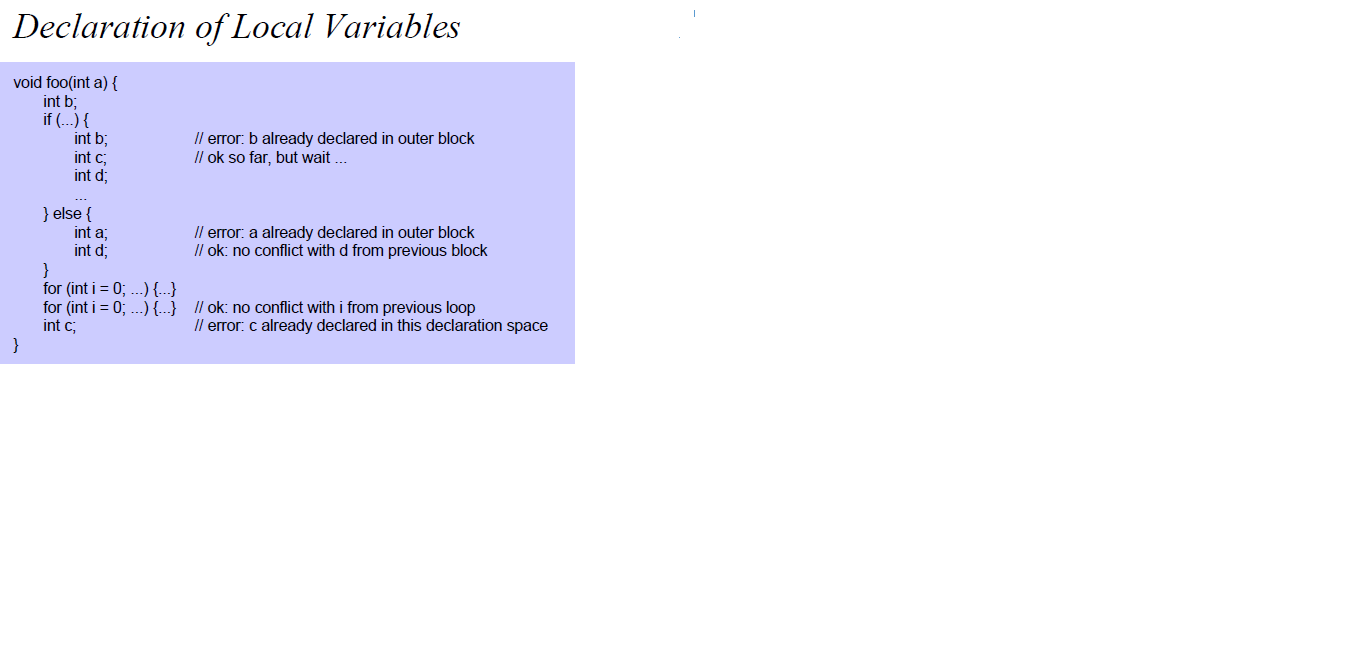 Declaration of Local Variables
void foo(int a) {
int b;
if (...) {
int b; // error: b already declared in outer block
int c; // ok so far, but wait ...
int d;
...
} else {
int a; // error: a already declared in outer block
int d; // ok: no conflict with d from previous block
}
for (int i = 0; ...) {...}
for (int i = 0; ...) {...} // ok: no conflict with i from previous loop
int c; // error: c already declared in this declaration space
}